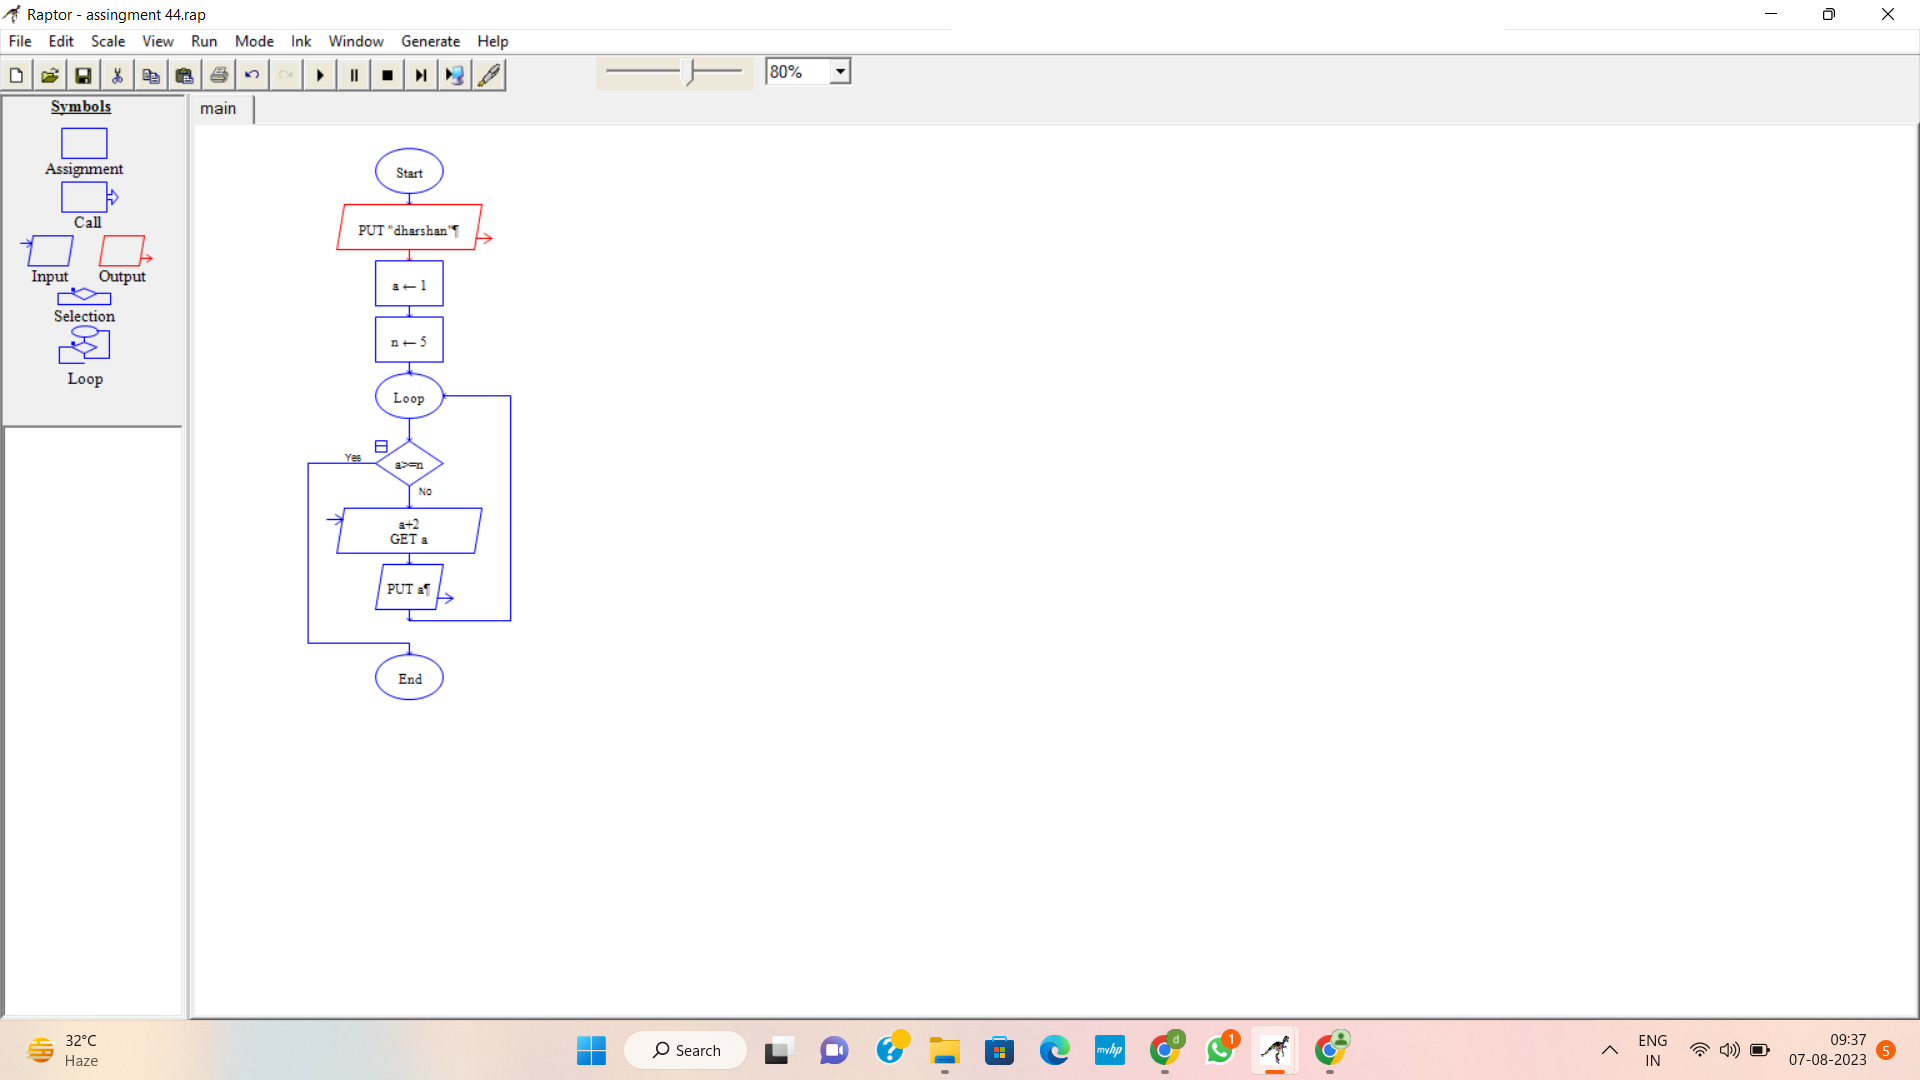 Raptor - assingment 44.rap
File Edit Scale View Run Mode Ink Window Generate Help
80%
Symbols
main
Assignment
Call
Input Output
Selection
Loop
Start
PUT "dharshan"¶
a ← 1
n ← 5
Loop
Yes
a>=n
No
a+2
GET a
PUT a¶
End
32°C
Haze
Search
myhp
d
1
ENG
IN
09:37
07-08-2023
5